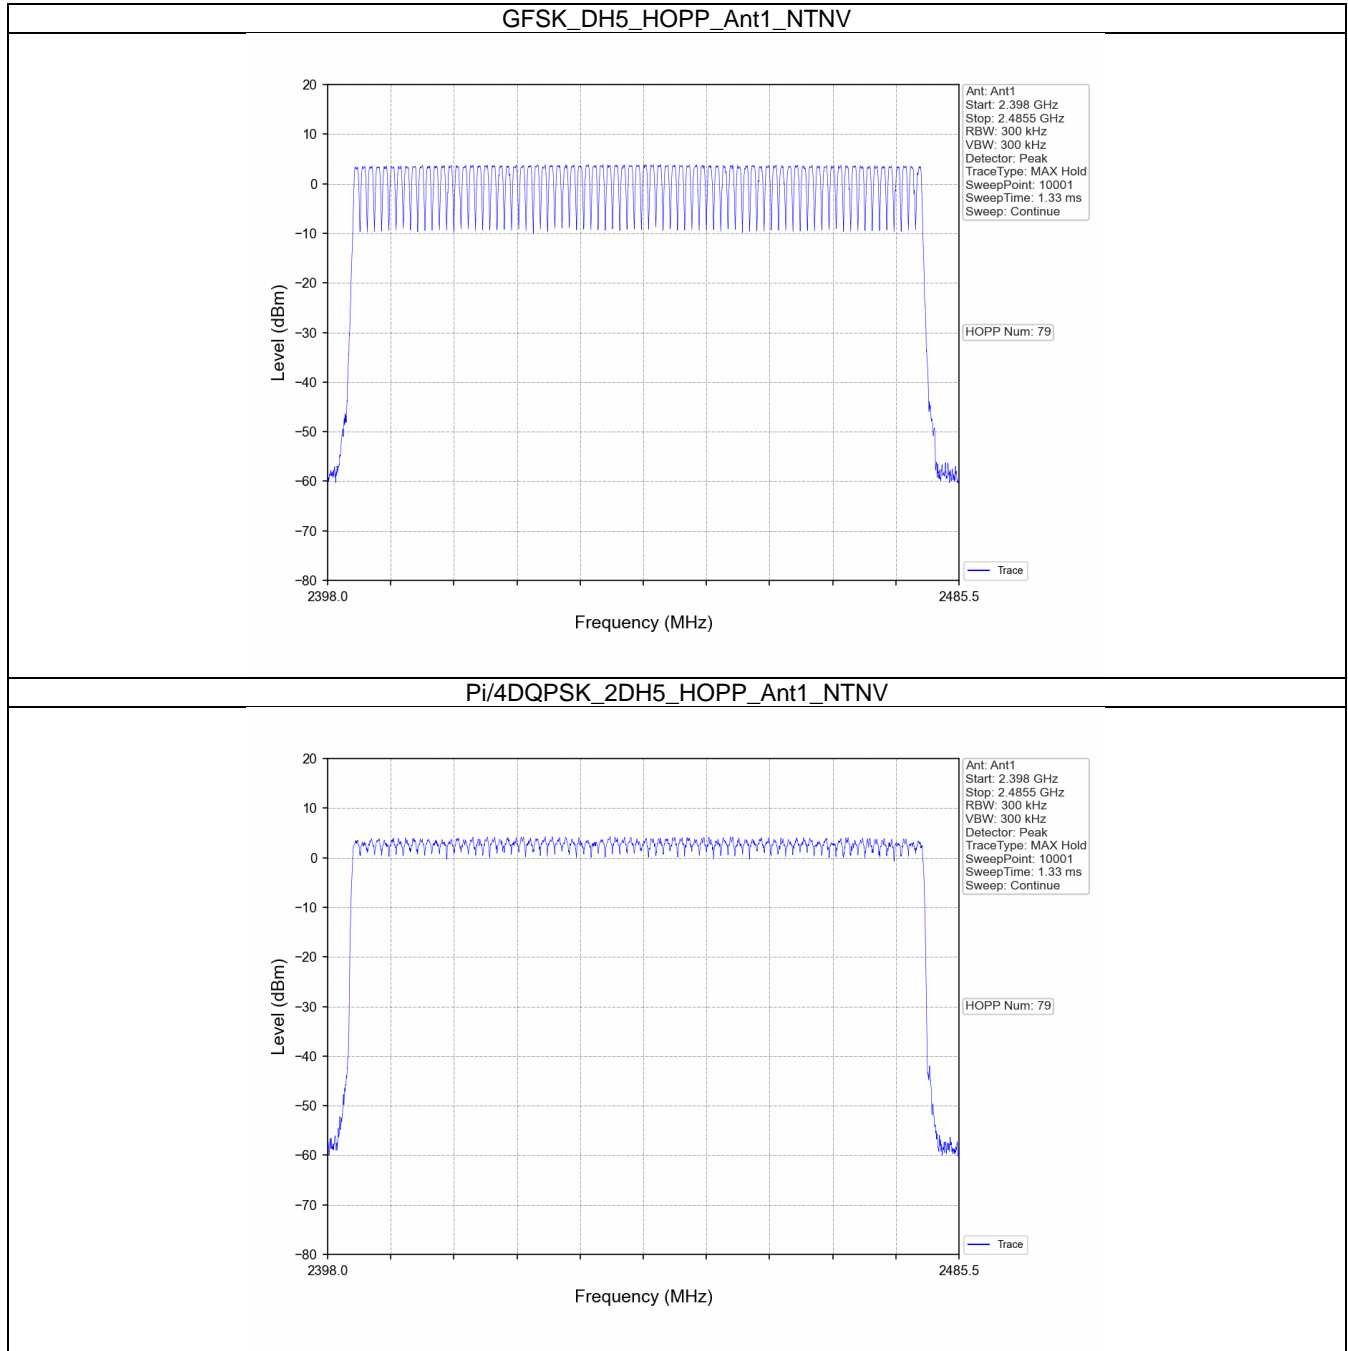 GFSK_DH5_HOPP_Ant1_NTNV
20
10
0
−10
−20
−30
−40
−50
−60
−70
−80
Level (dBm)
2398.0
2485.5
Frequency (MHz)
Ant: Ant1
Start: 2.398 GHz
Stop: 2.4855 GHz
RBW: 300 kHz
VBW: 300 kHz
Detector: Peak
TraceType: MAX Hold
SweepPoint: 10001
SweepTime: 1.33 ms
Sweep: Continue
HOPP Num: 79
Trace
Pi/4DQPSK_2DH5_HOPP_Ant1_NTNV
20
10
0
−10
−20
−30
−40
−50
−60
−70
−80
Level (dBm)
2398.0
2485.5
Frequency (MHz)
Ant: Ant1
Start: 2.398 GHz
Stop: 2.4855 GHz
RBW: 300 kHz
VBW: 300 kHz
Detector: Peak
TraceType: MAX Hold
SweepPoint: 10001
SweepTime: 1.33 ms
Sweep: Continue
HOPP Num: 79
Trace